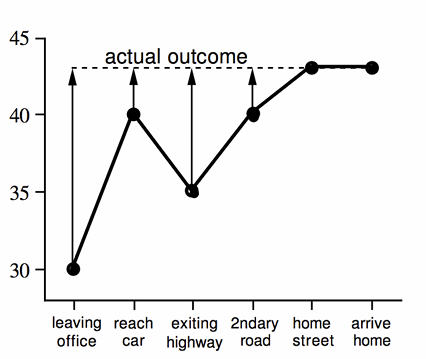 45
actual outcome
40
35
30
leaving reach exiting 2ndary home arrive
office car highway road street home